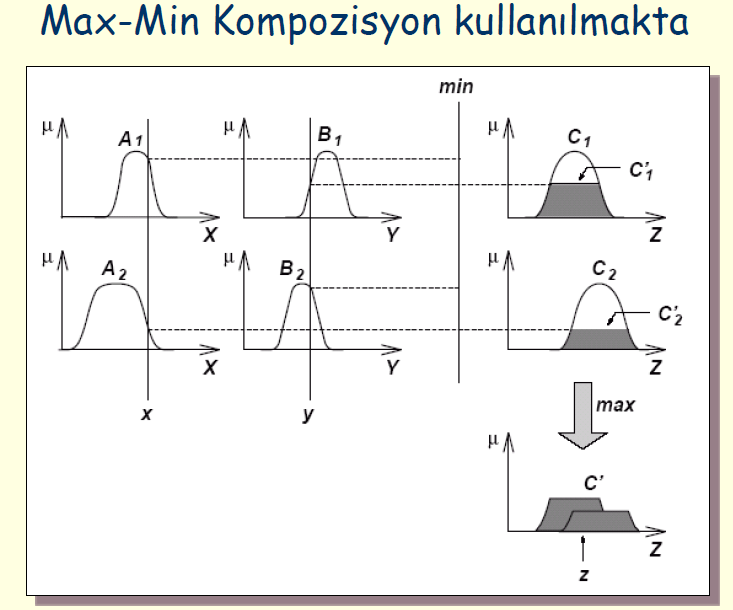 Max-Min Kompozisyon kullanılmakta
min
μ A1 μ B1 μ C1
C'1
X Y Z
μ A2 μ B2 μ C2
C'2
X Y Z
x y
max
μ C'
Z
z